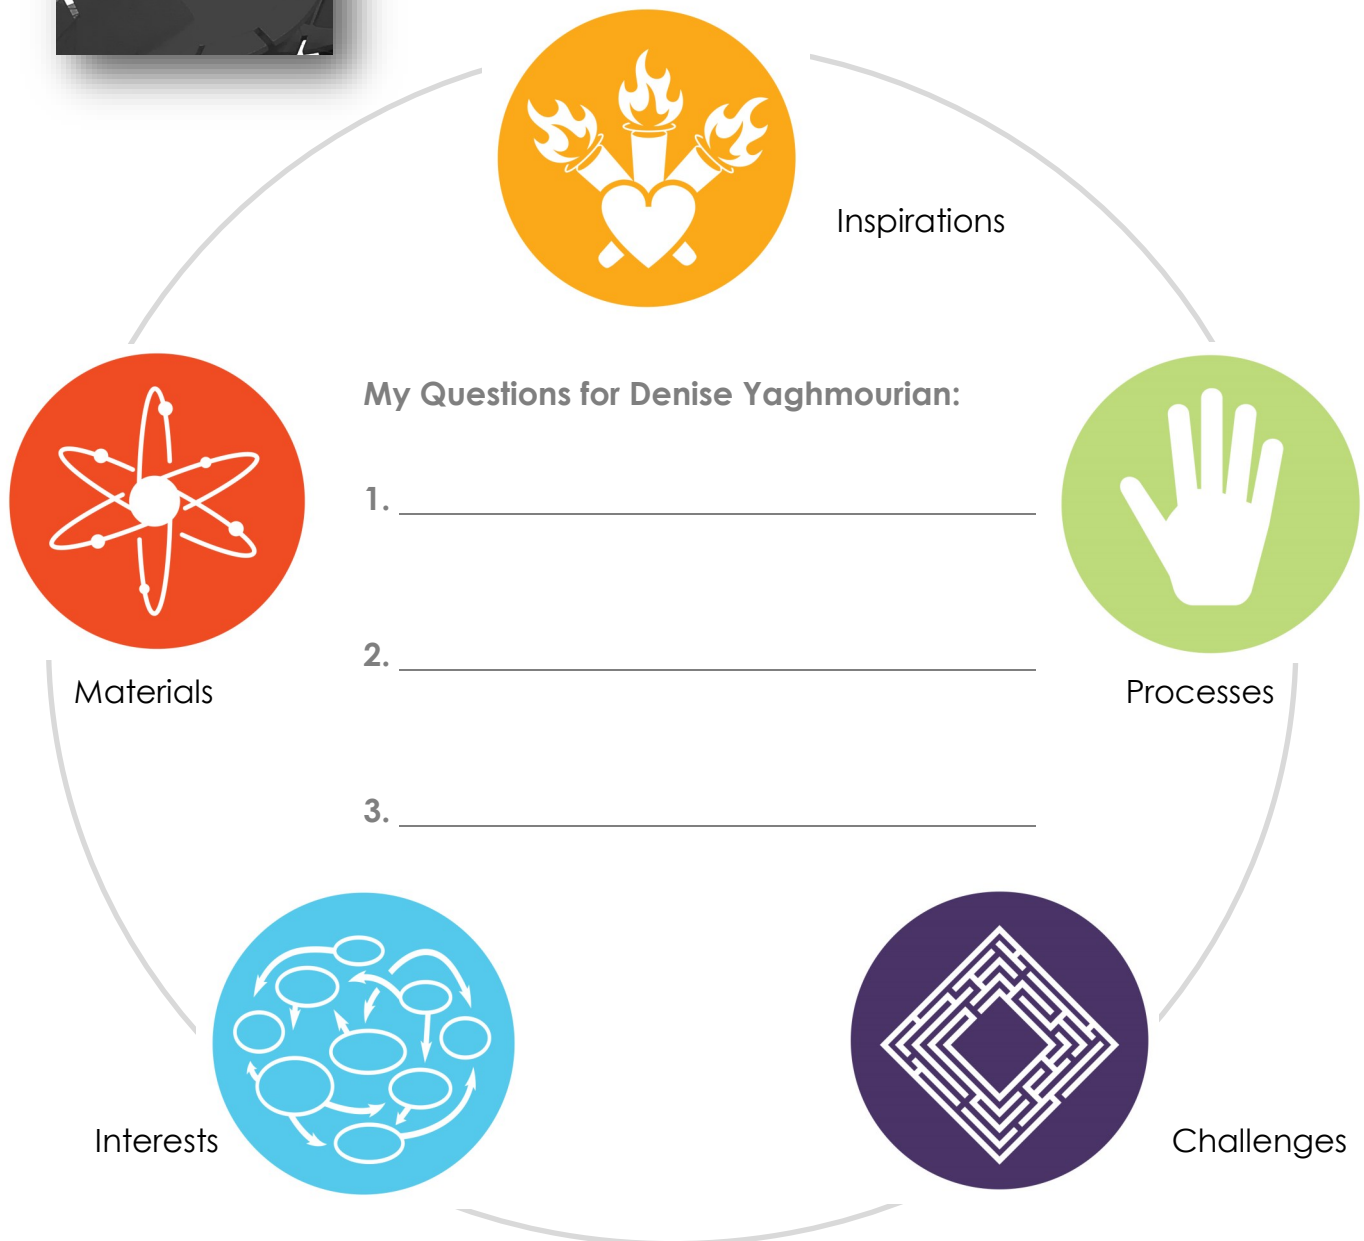 Inspirations
My Questions for Denise Yaghmourian:
1.
2.
Materials
Processes
3.
Interests
Challenges